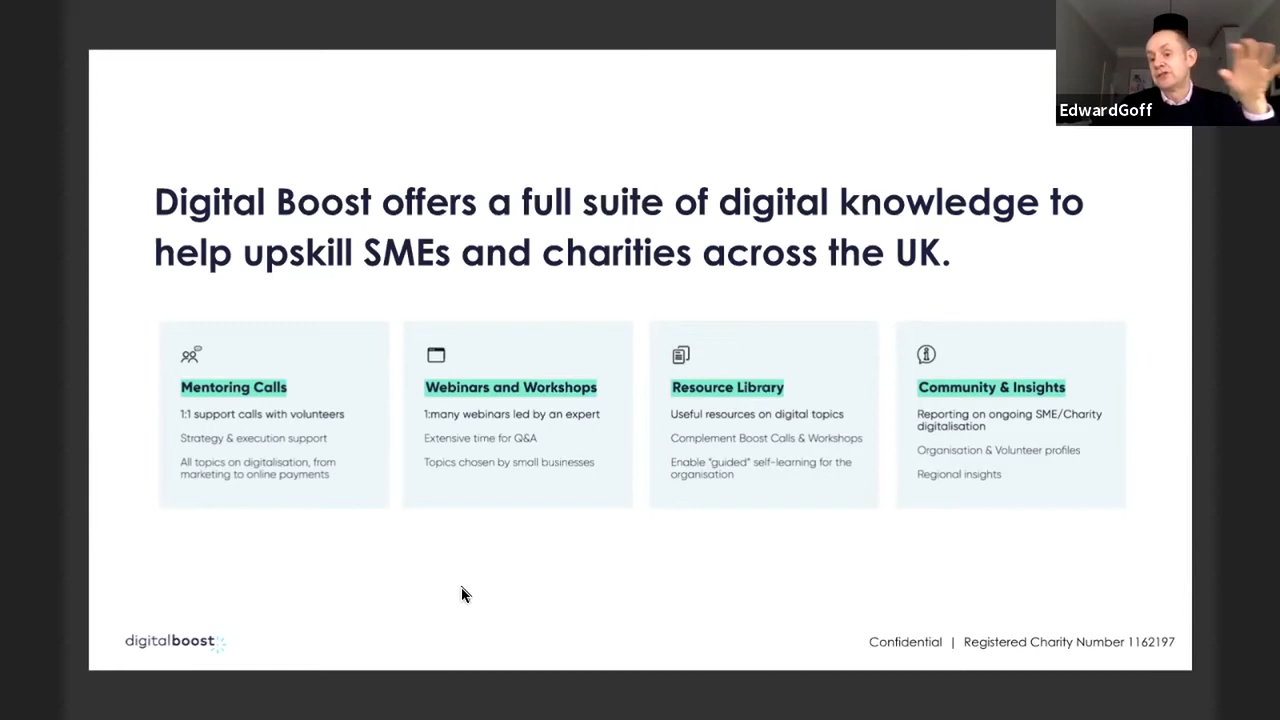 EdwardGoff
Digital Boost offers a full suite of digital knowledge to
help upskill SMEs and charities across the UK.
Mentoring Calls
1:1 support calls with volunteers
Strategy & execution support
All topics on digitalisation, from
marketing to online payments
Webinars and Workshops
1:many webinars led by an expert
Extensive time for Q&A
Topics chosen by small businesses
Resource Library
Useful resources on digital topics
Complement Boost Calls & Workshops
Enable "guided" self-learning for the
organisation
Community & Insights
Reporting on ongoing SME/Charity
digitalisation
Organisation & Volunteer profiles
Regional insights
digitalboost
Confidential | Registered Charity Number 1162197